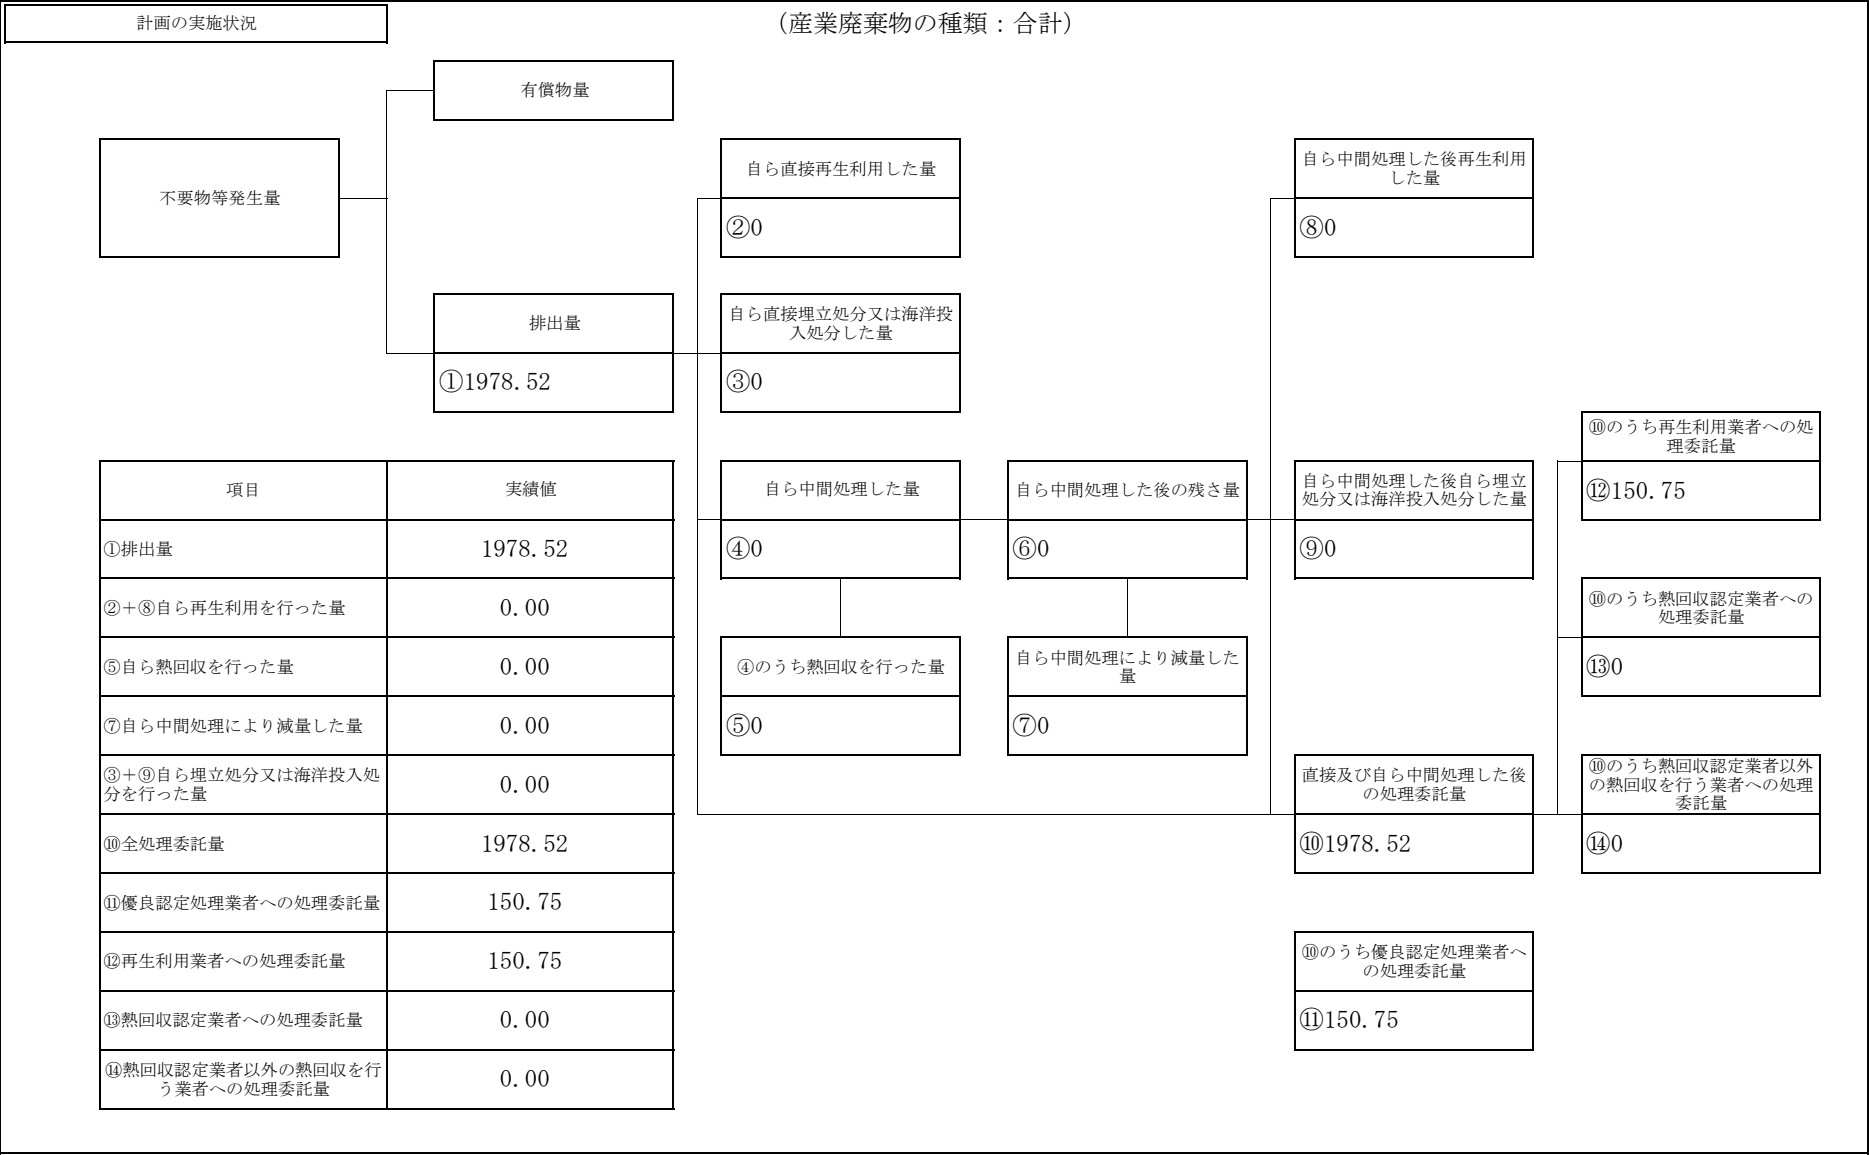 計画の実施状況
（産業廃棄物の種類：合計）
有償物量
不要物等発生量
自ら直接再生利用した量
②0
自ら中間処理した後再生利用
した量
⑧0
排出量
①1978.52
自ら直接埋立処分又は海洋投
入処分した量
③0
自ら中間処理した量
④0
自ら中間処理した後の残さ量
⑥0
自ら中間処理した後自ら埋立
処分又は海洋投入処分した量
⑨0
⑩のうち再生利用業者への処
理委託量
⑫150.75
④のうち熱回収を行った量
⑤0
自ら中間処理により減量した
量
⑦0
⑩のうち熱回収認定業者への
処理委託量
⑬0
直接及び自ら中間処理した後
の処理委託量
⑩1978.52
⑩のうち熱回収認定業者以外
の熱回収を行う業者への処理
委託量
⑭0
⑩のうち優良認定処理業者へ
の処理委託量
⑪150.75
項目 実績値
①排出量 1978.52
②＋⑧自ら再生利用を行った量 0.00
⑤自ら熱回収を行った量 0.00
⑦自ら中間処理により減量した量 0.00
③＋⑨自ら埋立処分又は海洋投入処
分を行った量 0.00
⑩全処理委託量 1978.52
⑪優良認定処理業者への処理委託量 150.75
⑫再生利用業者への処理委託量 150.75
⑬熱回収認定業者への処理委託量 0.00
⑭熱回収認定業者以外の熱回収を行
う業者への処理委託量 0.00